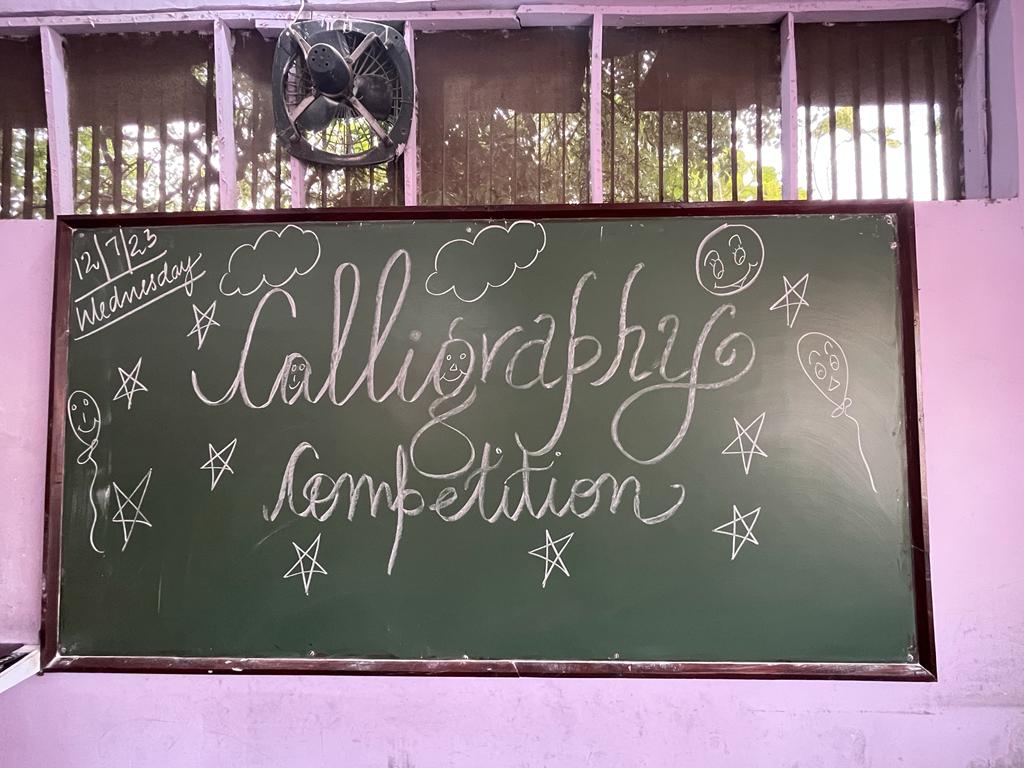 12/7/23
Wednesday
Calligraphy
Competition